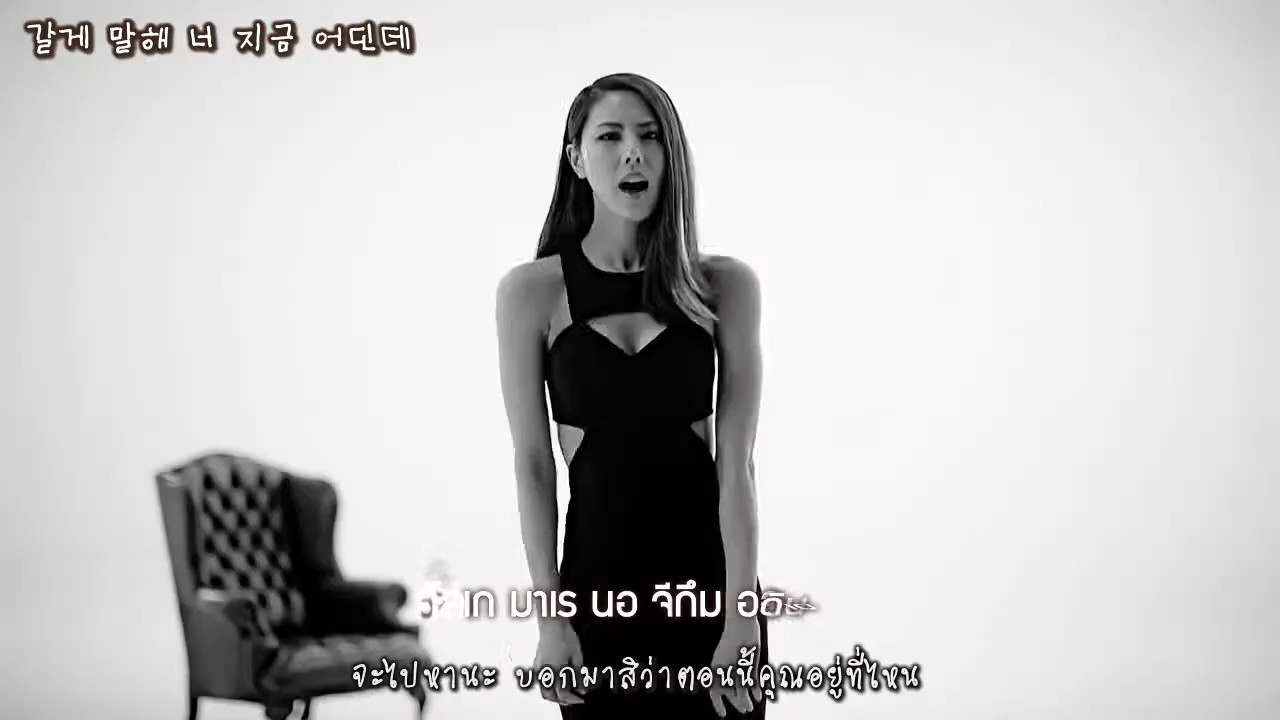 갈게 말해 너 지금 어딘데
เก มาเร นอ จีกึม
จะไปหานะ บอกมาสิว่าตอนนี้คุณอยู่ที่ไหน